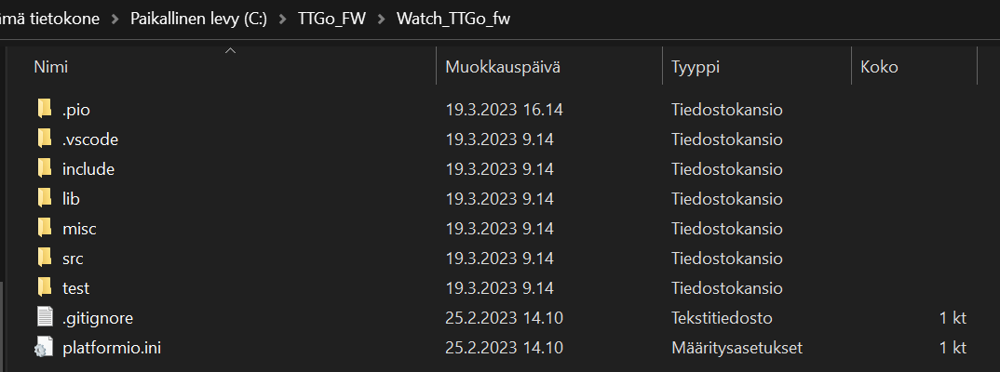 ämä tietokone > Paikallinen levy (C:) > TTGo_FW > Watch_TTGo_fw
Nimi Muokkauspäivä Tyyppi Koko
.pio 19.3.2023 16.14 Tiedostokansio
.vscode 19.3.2023 9.14 Tiedostokansio
include 19.3.2023 9.14 Tiedostokansio
lib 19.3.2023 9.14 Tiedostokansio
misc 19.3.2023 9.14 Tiedostokansio
src 19.3.2023 9.14 Tiedostokansio
test 19.3.2023 9.14 Tiedostokansio
.gitignore 25.2.2023 14.10 Tekstitiedosto 1 kt
platformio.ini 25.2.2023 14.10 Määritysasetukset 1 kt